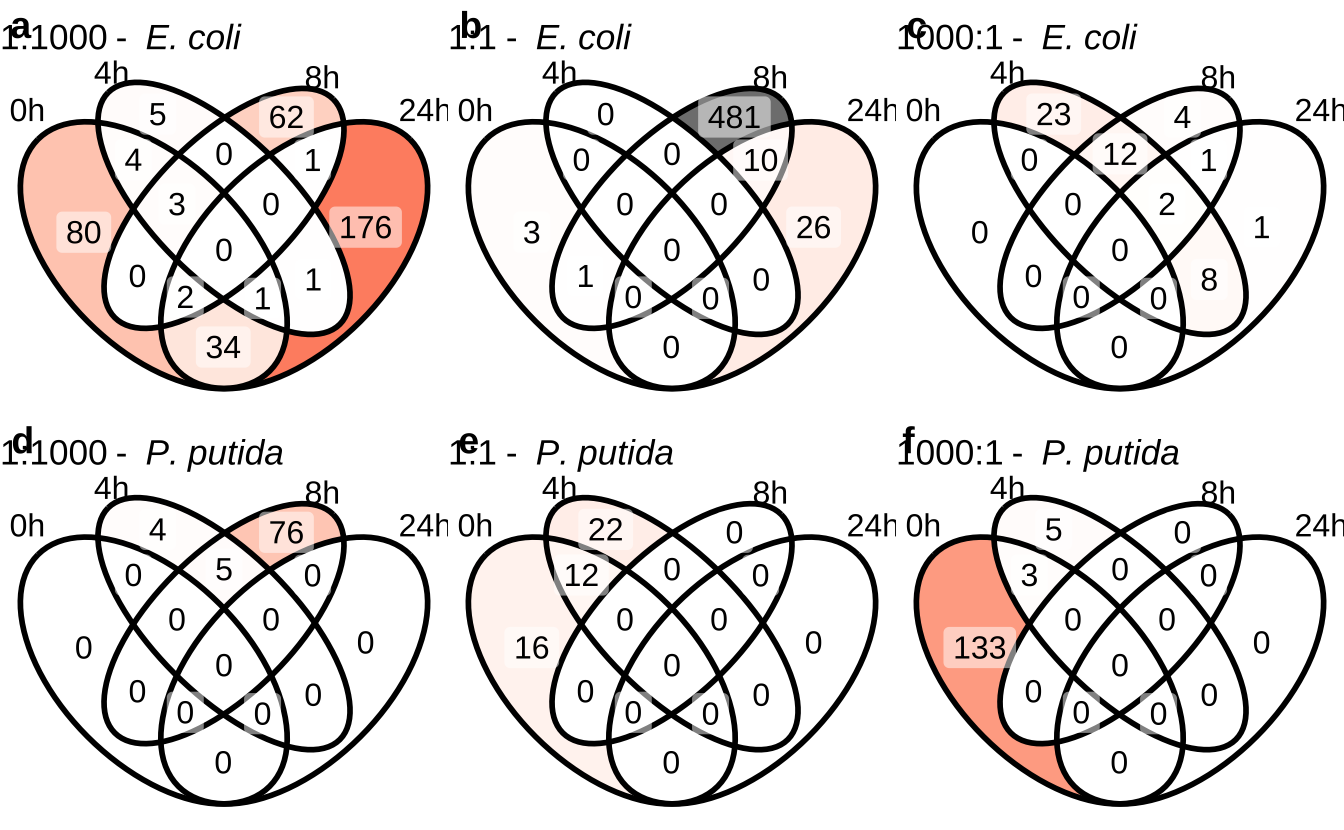 a 1:1000 - E. coli
b 1:1 - E. coli
c 1000:1 - E. coli
4h 8h 4h 8h 4h 8h
0h 24h 0h 24h 0h 24h
5 62 0 481 23 4
4 0 1 0 0 10 0 12 1
3 0 0 0 0 2
80 176 3 26 0 1
0 0 0
0 1 1 0 0 8
2 1 0 0 0 0
34 0 0
d 1:1000 - P. putida
e 1:1 - P. putida
f 1000:1 - P. putida
4h 8h 4h 8h 4h 8h
0h 24h 0h 24h 0h 24h
4 76 22 0 5 0
0 5 0 12 0 0 3 0 0
0 0 0 0 0 0
0 0 16 0 133 0
0 0 0
0 0 0 0 0 0
0 0 0 0 0 0
0 0 0